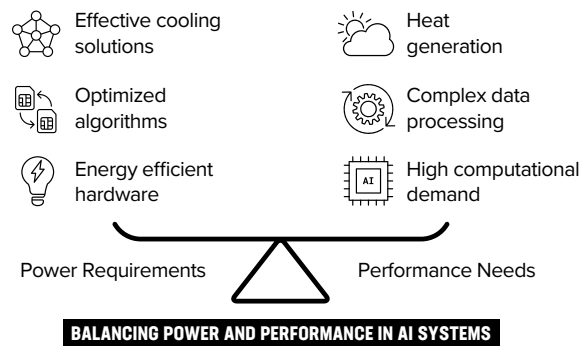 Effective cooling
solutions
Heat
generation
Optimized
algorithms
Complex data
processing
Energy efficient
hardware
AI
High computational
demand
Power Requirements
Performance Needs
BALANCING POWER AND PERFORMANCE IN AI SYSTEMS